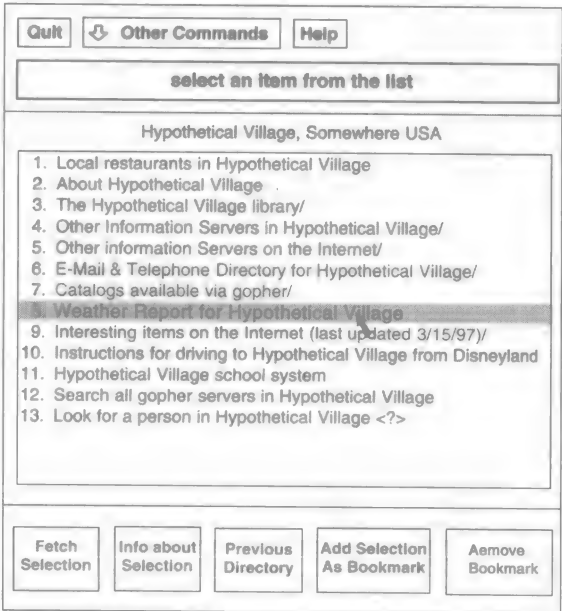 Quit Other Commands Help
select an item from the list
Hypothetical Village, Somewhere USA
1. Local restaurants in Hypothetical Village
2. About Hypothetical Village
3. The Hypothetical Village library/
4. Other Information Servers in Hypothetical Village/
5. Other information Servers on the Internet/
6. E-Mail & Telephone Directory for Hypothetical Village/
7. Catalogs available via gopher/
8. Weather Report for Hypothetical Village
9. Interesting items on the Internet (last updated 3/15/97)/
10. Instructions for driving to Hypothetical Village from Disneyland
11. Hypothetical Village school system
12. Search all gopher servers in Hypothetical Village
13. Look for a person in Hypothetical Village <?>
Fetch
Selection
Info about
Selection
Previous
Directory
Add Selection
As Bookmark
Aemove
Bookmark